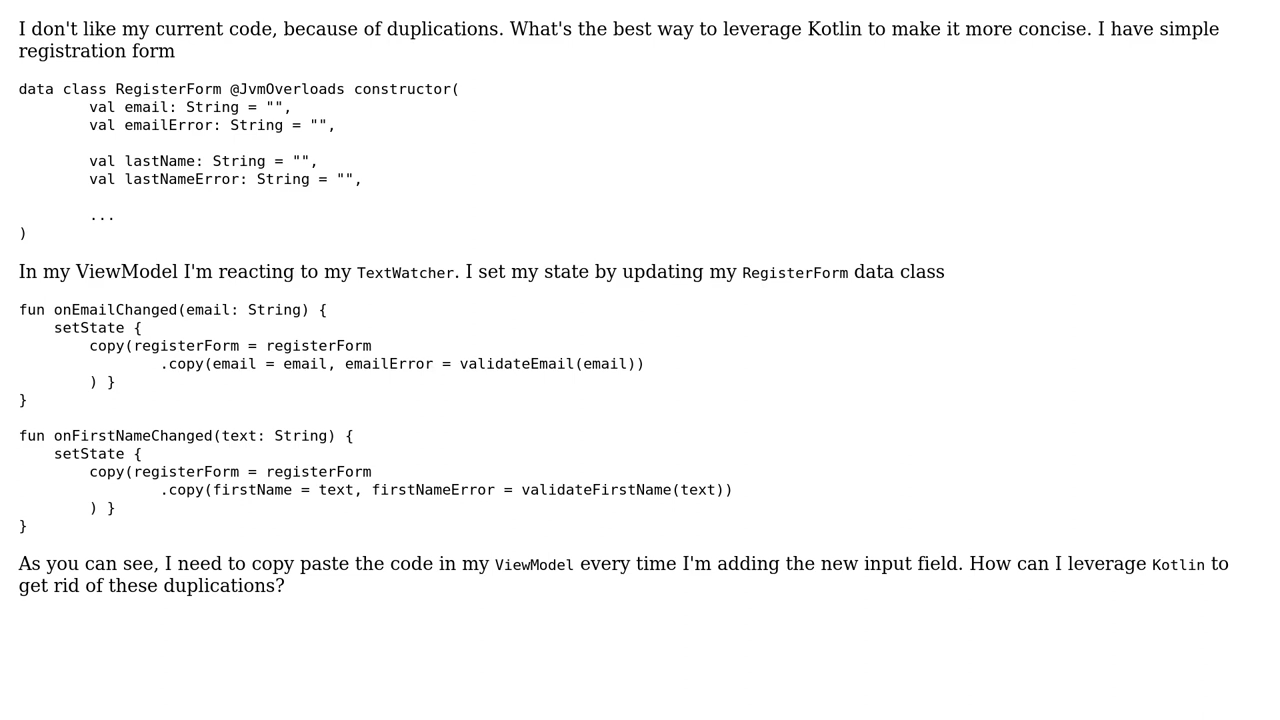 I don't like my current code, because of duplications. What's the best way to leverage Kotlin to make it more concise. I have simple
registration form
data class RegisterForm @JvmOverloads constructor(
        val email: String = "",
        val emailError: String = "",
        val lastName: String = "",
        val lastNameError: String = "",
        ...
)
In my ViewModel I'm reacting to my TextWatcher. I set my state by updating my RegisterForm data class
fun onEmailChanged(email: String) {
    setState {
        copy(registerForm = registerForm
                .copy(email = email, emailError = validateEmail(email))
        ) }
}
fun onFirstNameChanged(text: String) {
    setState {
        copy(registerForm = registerForm
                .copy(firstName = text, firstNameError = validateFirstName(text))
        ) }
}
As you can see, I need to copy paste the code in my ViewModel every time I'm adding the new input field. How can I leverage Kotlin to
get rid of these duplications?